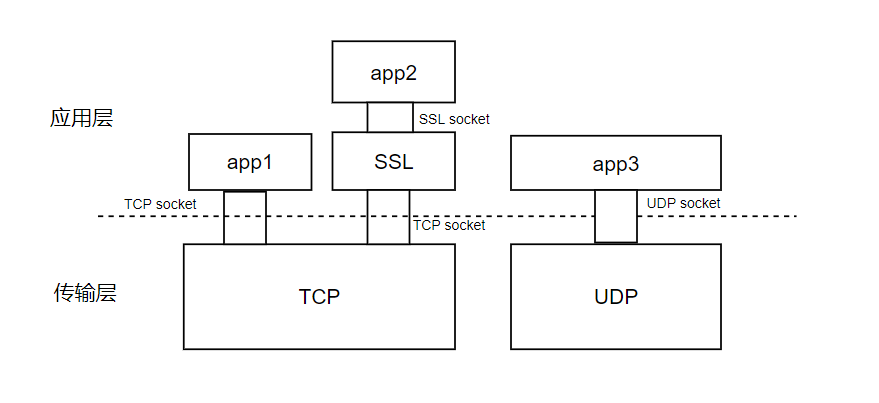 app2
应用层
SSL socket
app1
SSL
app3
TCP socket
UDP socket
TCP socket
传输层
TCP
UDP